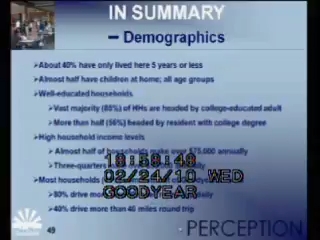 IN SUMMARY
– Demographics
➤About 40% have only lived here 5 years or less
➤Almost half have children at home; all age groups
➤Well-educated households
➤Vast majority (88%) of HHs are headed by college-educated adult
➤More than half (56%) headed by resident with college degree
➤High household income levels
➤Almost half of households make over $75,000 annually
➤Three-quarters
18:58:48
➤Most households
02/24/10 WED
➤80% drive
daily
GOODYEAR
➤40% drive more than 40 miles round trip
49
PERCEPTION